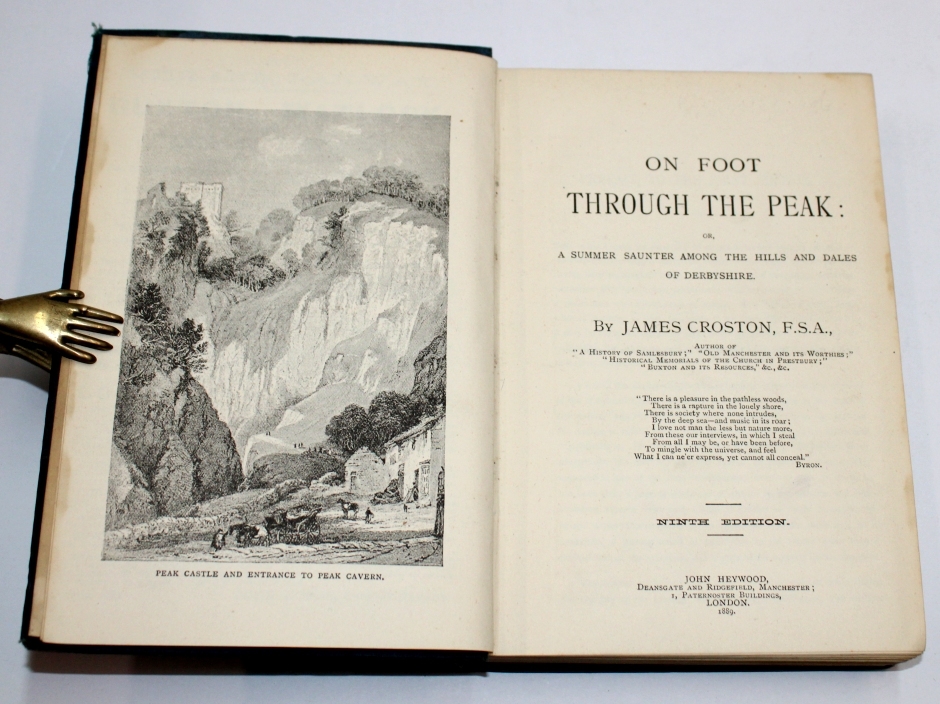 PEAK CASTLE AND ENTRANCE TO PEAK CAVERN.
ON FOOT
THROUGH THE PEAK:
OR,
A SUMMER SAUNTER AMONG THE HILLS AND DALES
OF DERBYSHIRE.
By JAMES CROSTON, F.S.A.,
Author of
"A History of Samlesbury;" "Old Manchester and its Worthies;"
"Historical Memorials of the Church in Prestbury;"
"Buxton and its Resources," &c., &c.
"There is a pleasure in the pathless woods,
There is a rapture in the lonely shore,
There is society where none intrudes,
By the deep sea—and music in its roar;
I love not man the less but nature more,
From these our interviews, in which I steal
From all I may be, or have been before,
To mingle with the universe, and feel
What I can ne'er express, yet cannot all conceal."
Byron.
NINTH EDITION.
JOHN HEYWOOD,
Deansgate and Ridgefield, Manchester;
1, Paternoster Buildings,
LONDON.
1889.